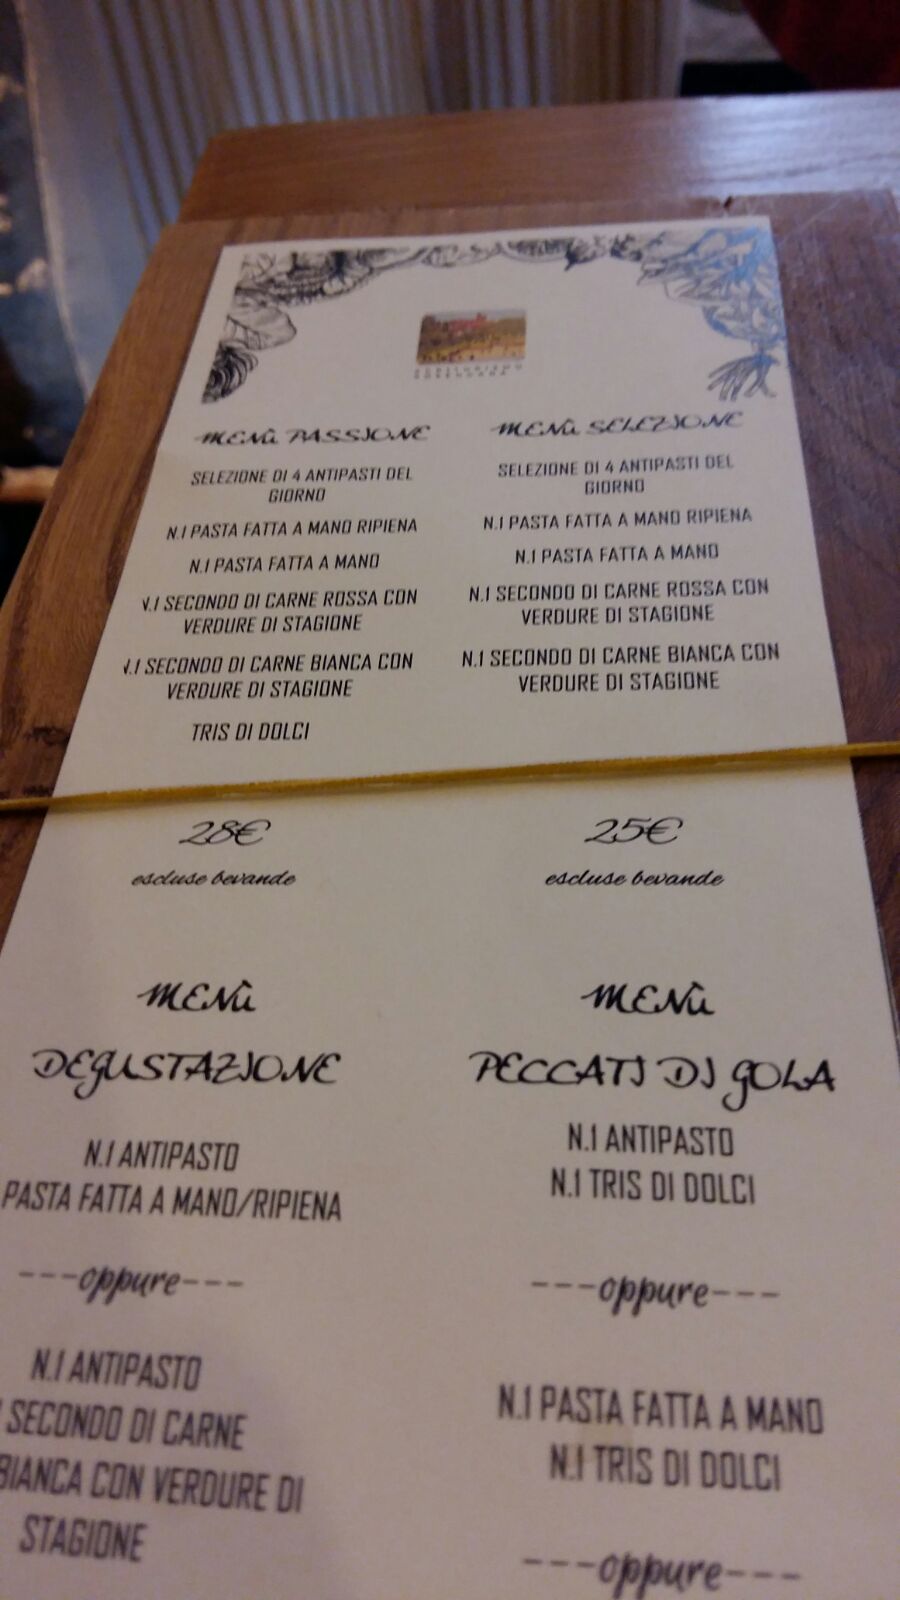 MENÙ PASSIONE
SELEZIONE DI 4 ANTIPASTI DEL
GIORNO
N.1 PASTA FATTA A MANO RIPIENA
N.1 PASTA FATTA A MANO
N.1 SECONDO DI CARNE ROSSA CON
VERDURE DI STAGIONE
N.1 SECONDO DI CARNE BIANCA CON
VERDURE DI STAGIONE
TRIS DI DOLCI
28€
escluse bevande
MENÙ SELEZIONE
SELEZIONE DI 4 ANTIPASTI DEL
GIORNO
N.1 PASTA FATTA A MANO RIPIENA
N.1 PASTA FATTA A MANO
N.1 SECONDO DI CARNE ROSSA CON
VERDURE DI STAGIONE
N.1 SECONDO DI CARNE BIANCA CON
VERDURE DI STAGIONE
25€
escluse bevande
MENÙ
DEGUSTAZIONE
N.1 ANTIPASTO
PASTA FATTA A MANO/RIPIENA
---oppure---
N.1 ANTIPASTO
SECONDO DI CARNE
BIANCA CON VERDURE DI
STAGIONE
MENÙ
PECCATI DI GOLA
N.1 ANTIPASTO
N.1 TRIS DI DOLCI
---oppure---
N.1 PASTA FATTA A MANO
N.1 TRIS DI DOLCI
---oppure---